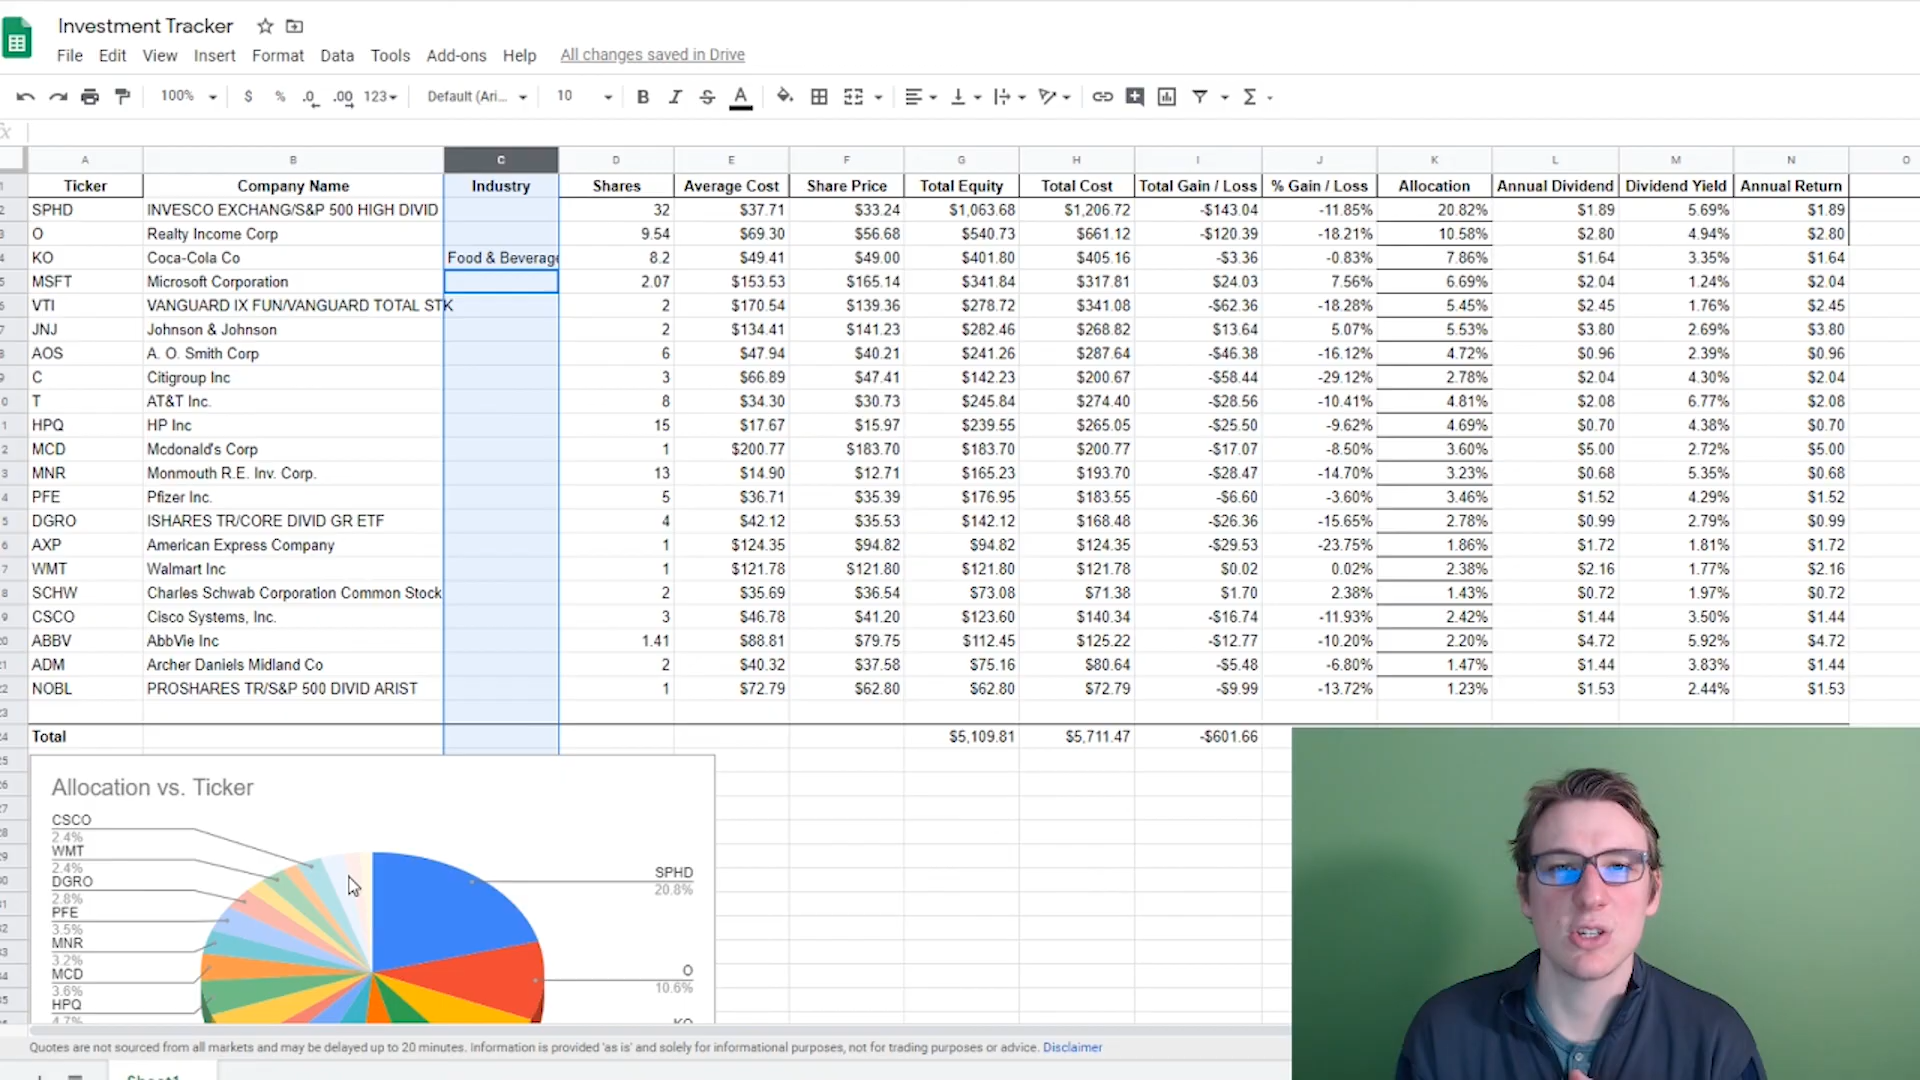 Investment Tracker
File Edit View Insert Format Data Tools Add-ons Help All changes saved in Drive
100% $ % .0 .00 123 Default (Ari... 10 B I S A Σ
A B C D E F G H I J K L M N O
Ticker Company Name Industry Shares Average Cost Share Price Total Equity Total Cost Total Gain / Loss % Gain / Loss Allocation Annual Dividend Dividend Yield Annual Return
SPHD INVESCO EXCHANG/S&P 500 HIGH DIVID 32 $37.71 $33.24 $1,063.68 $1,206.72 -$143.04 -11.85% 20.82% $1.89 5.69% $1.89
O Realty Income Corp 9.54 $69.30 $56.68 $540.73 $661.12 -$120.39 -18.21% 10.58% $2.80 4.94% $2.80
KO Coca-Cola Co Food & Beverage 8.2 $49.41 $49.00 $401.80 $405.16 -$3.36 -0.83% 7.86% $1.64 3.35% $1.64
MSFT Microsoft Corporation 2.07 $153.53 $165.14 $341.84 $317.81 $24.03 7.56% 6.69% $2.04 1.24% $2.04
VTI VANGUARD IX FUN/VANGUARD TOTAL STK 2 $170.54 $139.36 $278.72 $341.08 -$62.36 -18.28% 5.45% $2.45 1.76% $2.45
JNJ Johnson & Johnson 2 $134.41 $141.23 $282.46 $268.82 $13.64 5.07% 5.53% $3.80 2.69% $3.80
AOS A. O. Smith Corp 6 $47.94 $40.21 $241.26 $287.64 -$46.38 -16.12% 4.72% $0.96 2.39% $0.96
C Citigroup Inc 3 $66.89 $47.41 $142.23 $200.67 -$58.44 -29.12% 2.78% $2.04 4.30% $2.04
T AT&T Inc. 8 $34.30 $30.73 $245.84 $274.40 -$28.56 -10.41% 4.81% $2.08 6.77% $2.08
HPQ HP Inc 15 $17.67 $15.97 $239.55 $265.05 -$25.50 -9.62% 4.69% $0.70 4.38% $0.70
MCD Mcdonald's Corp 1 $200.77 $183.70 $183.70 $200.77 -$17.07 -8.50% 3.60% $5.00 2.72% $5.00
MNR Monmouth R.E. Inv. Corp. 13 $14.90 $12.71 $165.23 $193.70 -$28.47 -14.70% 3.23% $0.68 5.35% $0.68
PFE Pfizer Inc. 5 $36.71 $35.39 $176.95 $183.55 -$6.60 -3.60% 3.46% $1.52 4.29% $1.52
DGRO ISHARES TR/CORE DIVID GR ETF 4 $42.12 $35.53 $142.12 $168.48 -$26.36 -15.65% 2.78% $0.99 2.79% $0.99
AXP American Express Company 1 $124.35 $94.82 $94.82 $124.35 -$29.53 -23.75% 1.86% $1.72 1.81% $1.72
WMT Walmart Inc 1 $121.78 $121.80 $121.80 $121.78 $0.02 0.02% 2.38% $2.16 1.77% $2.16
SCHW Charles Schwab Corporation Common Stock 2 $35.69 $36.54 $73.08 $71.38 $1.70 2.38% 1.43% $0.72 1.97% $0.72
CSCO Cisco Systems, Inc. 3 $46.78 $41.20 $123.60 $140.34 -$16.74 -11.93% 2.42% $1.44 3.50% $1.44
ABBV AbbVie Inc 1.41 $88.81 $79.75 $112.45 $125.22 -$12.77 -10.20% 2.20% $4.72 5.92% $4.72
ADM Archer Daniels Midland Co 2 $40.32 $37.58 $75.16 $80.64 -$5.48 -6.80% 1.47% $1.44 3.83% $1.44
NOBL PROSHARES TR/S&P 500 DIVID ARIST 1 $72.79 $62.80 $62.80 $72.79 -$9.99 -13.72% 1.23% $1.53 2.44% $1.53
Total $5,109.81 $5,711.47 -$601.66
Allocation vs. Ticker
CSCO
2.4%
WMT
2.4%
DGRO
2.8%
PFE
3.5%
MNR
3.2%
MCD
3.6%
HPQ
4.7%
SPHD
20.8%
O
10.6%
KO
Quotes are not sourced from all markets and may be delayed up to 20 minutes. Information is provided 'as is' and solely for informational purposes, not for trading purposes or advice. Disclaimer
Sheet1